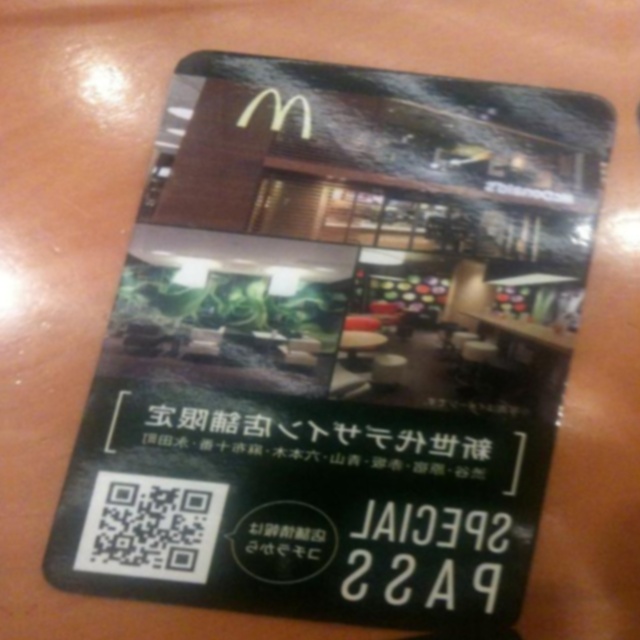 McDonald's
新世代デザイン店舗限定
渋谷・原宿・赤坂・青山・六本木・麻布十番・永田町
SPECIAL
PASS
店舗情報は
コチラから